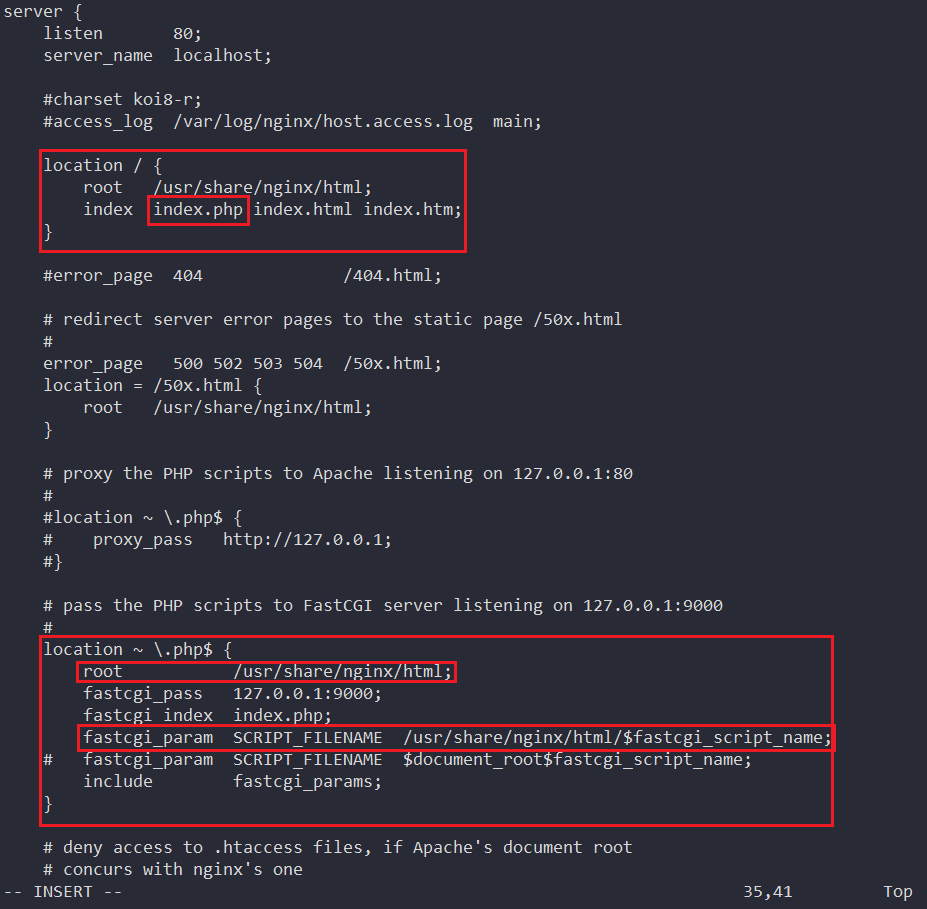 server {
    listen       80;
    server_name  localhost;
    #charset koi8-r;
    #access_log  /var/log/nginx/host.access.log  main;
    location / {
        root   /usr/share/nginx/html;
        index  index.php index.html index.htm;
    }
    #error_page  404              /404.html;
    # redirect server error pages to the static page /50x.html
    #
    error_page   500 502 503 504  /50x.html;
    location = /50x.html {
        root   /usr/share/nginx/html;
    }
    # proxy the PHP scripts to Apache listening on 127.0.0.1:80
    #
    #location ~ \.php$ {
    #    proxy_pass   http://127.0.0.1;
    #}
    # pass the PHP scripts to FastCGI server listening on 127.0.0.1:9000
    #
    location ~ \.php$ {
        root           /usr/share/nginx/html;
        fastcgi_pass   127.0.0.1:9000;
        fastcgi_index  index.php;
        fastcgi_param  SCRIPT_FILENAME  /usr/share/nginx/html/$fastcgi_script_name;
    #   fastcgi_param  SCRIPT_FILENAME  $document_root$fastcgi_script_name;
        include        fastcgi_params;
    }
    # deny access to .htaccess files, if Apache's document root
    # concurs with nginx's one
-- INSERT --                                                              35,41         Top